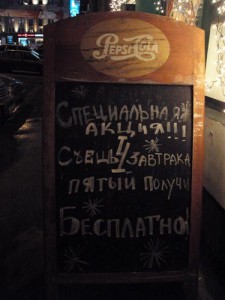 PEPSI-COLA
СПЕЦИАЛЬНАЯ
АКЦИЯ!!!
СЪЕШЬ 4 ЗАВТРАКА
ПЯТЫЙ ПОЛУЧИ
БЕСПЛАТНО!